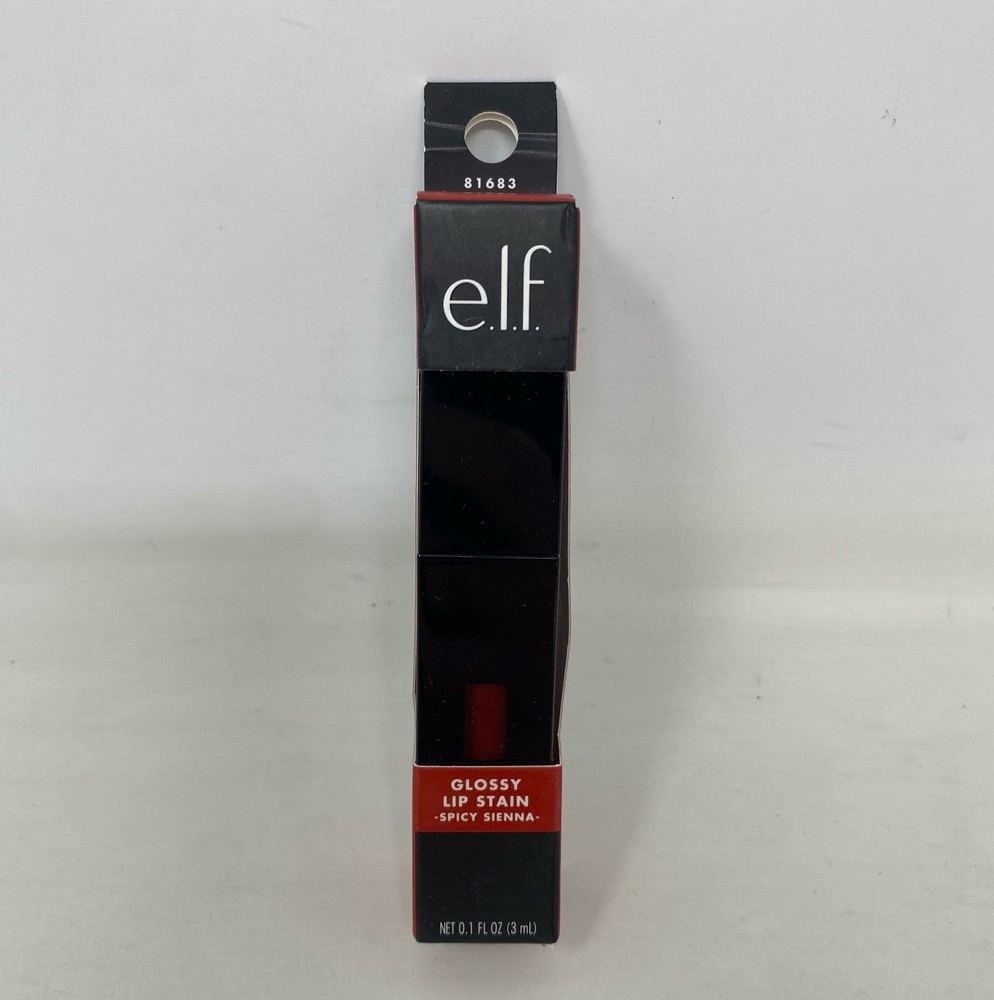 81683
e.l.f.
GLOSSY
LIP STAIN
-SPICY SIENNA-
NET 0.1 FL OZ (3 mL)